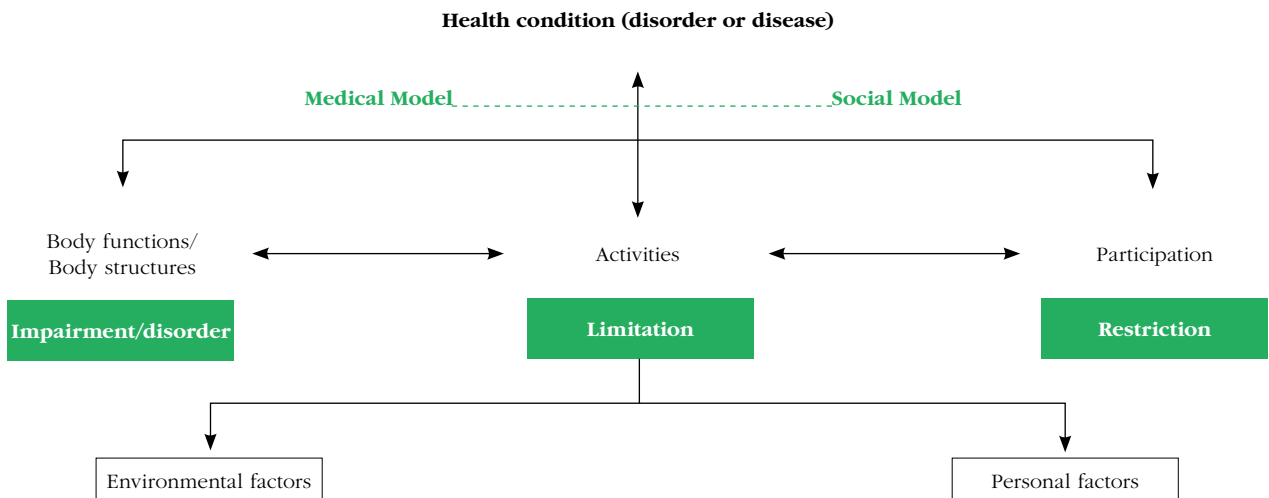 Health condition (disorder or disease)
Medical Model
Social Model
Body functions/
Body structures
Activities
Participation
Impairment/disorder
Limitation
Restriction
Environmental factors
Personal factors